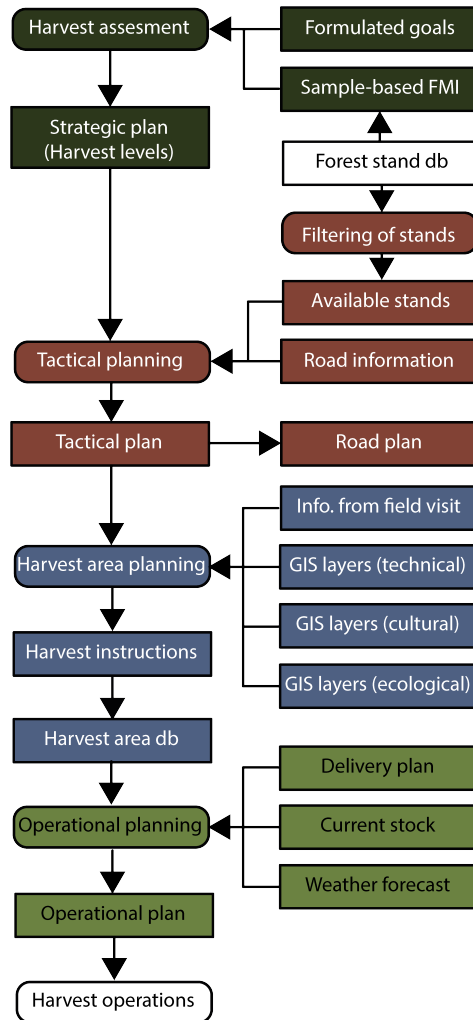 Harvest assesment
Formulated goals
Sample-based FMI
Strategic plan
(Harvest levels)
Forest stand db
Filtering of stands
Available stands
Tactical planning
Road information
Tactical plan
Road plan
Info. from field visit
Harvest area planning
GIS layers (technical)
GIS layers (cultural)
Harvest instructions
GIS layers (ecological)
Harvest area db
Delivery plan
Operational planning
Current stock
Weather forecast
Operational plan
Harvest operations